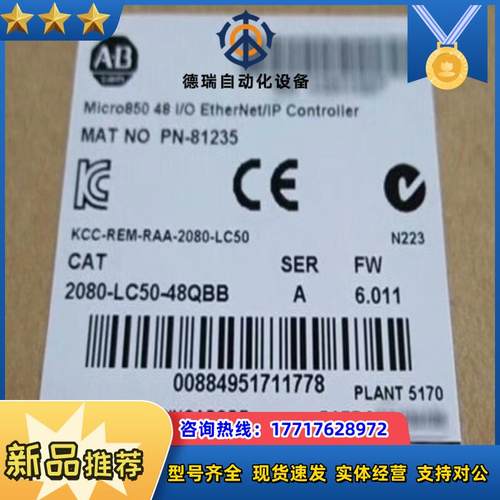 AB
德瑞自动化设备
Micro850 48 I/O EtherNet/IP Controller
MAT NO PN-81235
CE
KCC-REM-RAA-2080-LC50
N223
CAT SER FW
2080-LC50-48QBB A 6.011
00884951711778
PLANT 5170
咨询热线：17717628972
新品推荐
型号齐全 现货速发 实体经营 支持对公